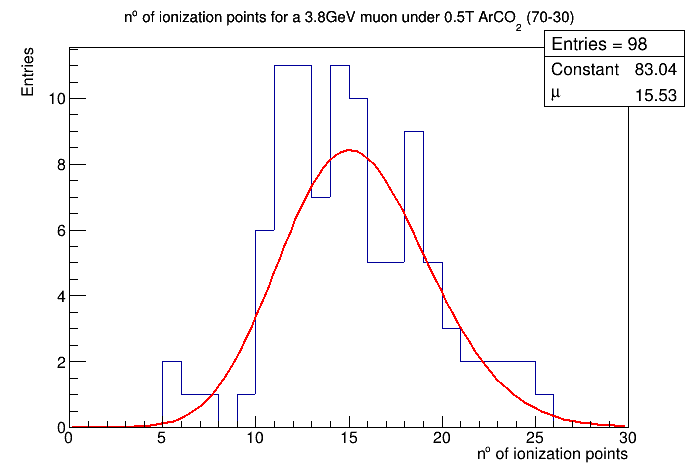 nº of ionization points for a 3.8GeV muon under 0.5T ArCO2 (70-30)
Entries = 98
Constant 83.04
μ 15.53
Entries
10
8
6
4
2
0
0 5 10 15 20 25 30
nº of ionization points